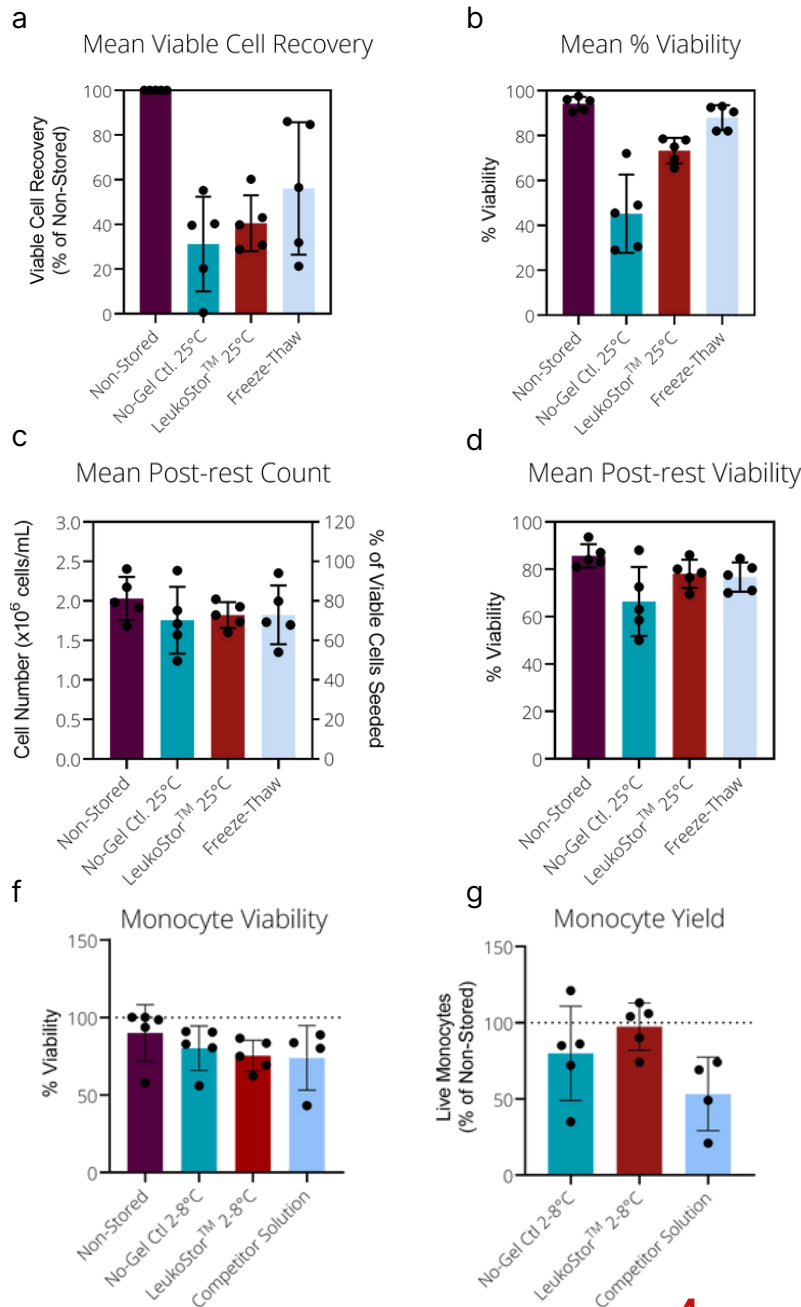 a
Mean Viable Cell Recovery
Viable Cell Recovery
(% of Non-Stored)
100
80
60
40
20
0
Non-Stored
No-Gel Ctl. 25°C
LeukoStor™ 25°C
Freeze-Thaw
b
Mean % Viability
% Viability
100
80
60
40
20
0
Non-Stored
No-Gel Ctl. 25°C
LeukoStor™ 25°C
Freeze-Thaw
c
Mean Post-rest Count
Cell Number (x10⁶ cells/mL)
3.0
2.5
2.0
1.5
1.0
0.5
0.0
120
100
80
60
40
20
0
% of Viable Cells
Seeded
Non-Stored
No-Gel Ctl. 25°C
LeukoStor™ 25°C
Freeze-Thaw
d
Mean Post-rest Viability
% Viability
100
80
60
40
20
0
Non-Stored
No-Gel Ctl. 25°C
LeukoStor™ 25°C
Freeze-Thaw
f
Monocyte Viability
% Viability
150
100
50
0
Non-Stored
No-Gel Ctl 2-8°C
LeukoStor™ 2-8°C
Competitor Solution
g
Monocyte Yield
Live Monocytes
(% of Non-Stored)
150
100
50
0
No-Gel Ctl 2-8°C
LeukoStor™ 2-8°C
Competitor Solution